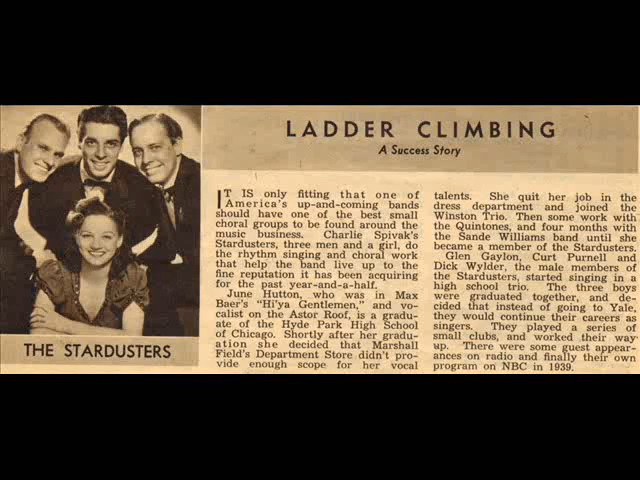 LADDER CLIMBING
A Success Story
IT IS only fitting that one of
America's up-and-coming bands
should have one of the best small
choral groups to be found around the
music business. Charlie Spivak's
Stardusters, three men and a girl, do
the rhythm singing and choral work
that help the band live up to the
fine reputation it has been acquiring
for the past year-and-a-half.
June Hutton, who was in Max
Baer's "Hi'ya Gentlemen," and vo-
calist on the Astor Roof, is a gradu-
ate of the Hyde Park High School
of Chicago. Shortly after her gradu-
ation she decided that Marshall
Field's Department Store didn't pro-
vide enough scope for her vocal
talents. She quit her job in the
dress department and joined the
Winston Trio. Then some work with
the Quintones, and four months with
the Sande Williams band until she
became a member of the Stardusters.
Glen Gaylon, Curt Purnell and
Dick Wylder, the male members of
the Stardusters, started singing in a
high school trio. The three boys
were graduated together, and de-
cided that instead of going to Yale,
they would continue their careers as
singers. They played a series of
small clubs, and worked their way
up. There were some guest appear-
ances on radio and finally their own
program on NBC in 1939.
THE STARDUSTERS